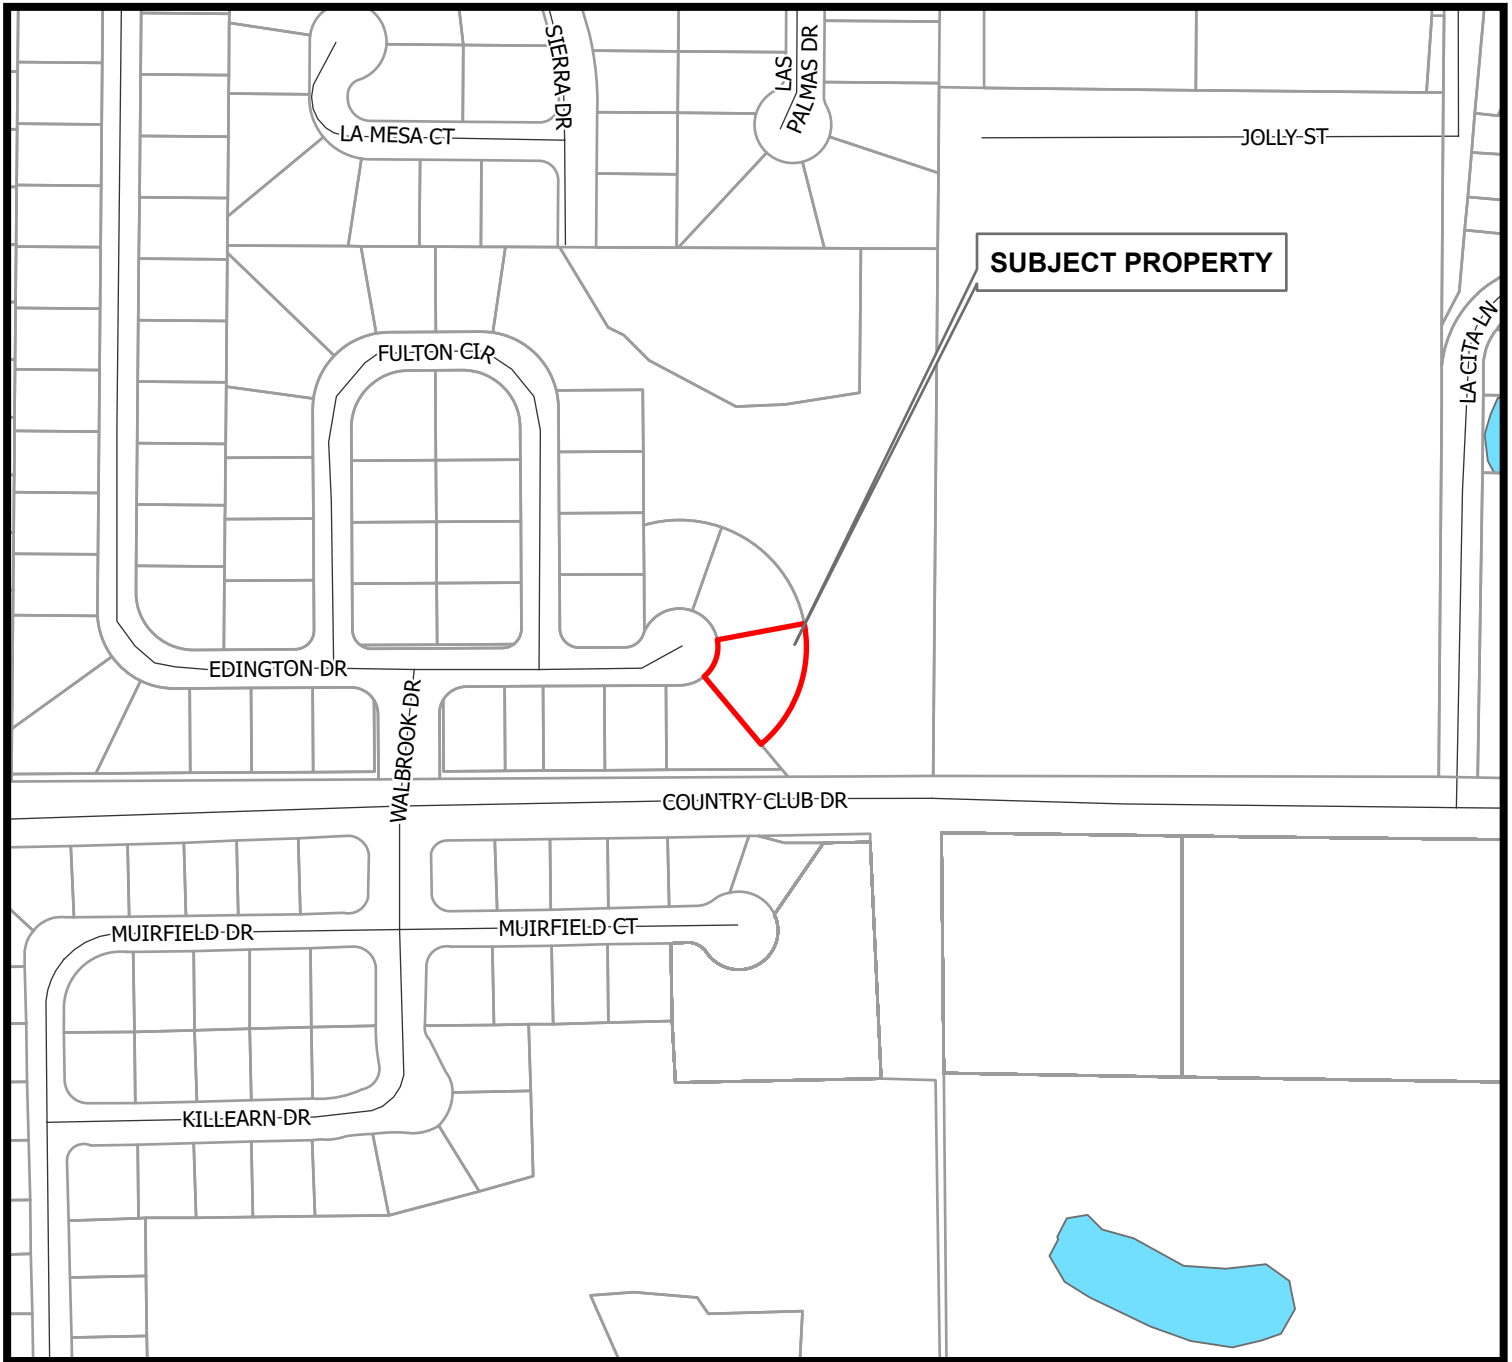 SIERRA DR
LAS
PALMAS DR
LA MESA CT
JOLLY ST
SUBJECT PROPERTY
LA CITA LN
FULTON CIR
EDINGTON DR
WALBROOK DR
COUNTRY CLUB DR
MUIRFIELD DR
MUIRFIELD CT
KILLEARN DR